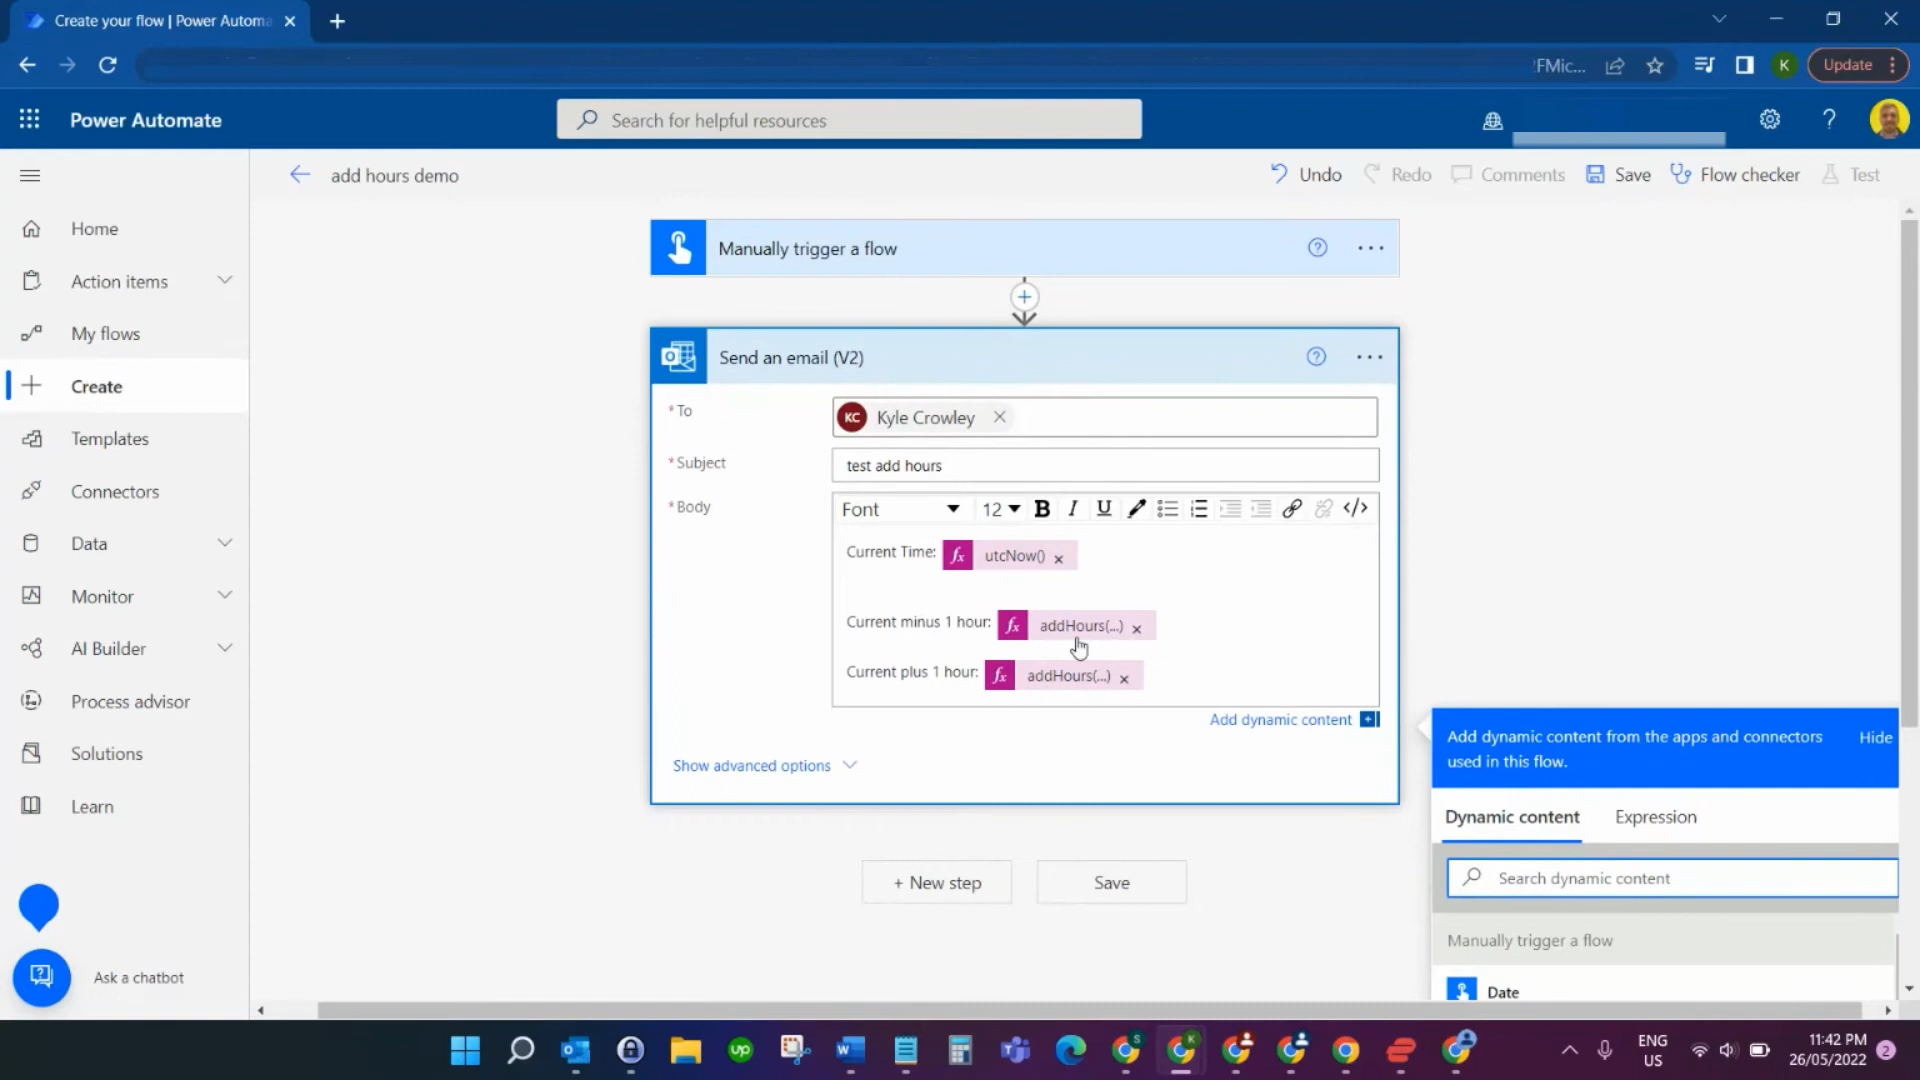 Create your flow | Power Automa
FMic...
K
Update
Power Automate
Search for helpful resources
?
add hours demo
Undo
Redo
Comments
Save
Flow checker
Test
Home
Action items
My flows
Create
Templates
Connectors
Data
Monitor
AI Builder
Process advisor
Solutions
Learn
Ask a chatbot
Manually trigger a flow
Send an email (V2)
* To
KC Kyle Crowley
* Subject
test add hours
* Body
Font
12
B I U
</>
Current Time: fx utcNow() ×
Current minus 1 hour: fx addHours(...) ×
Current plus 1 hour: fx addHours(...) ×
Add dynamic content
Show advanced options
+ New step
Save
Add dynamic content from the apps and connectors
used in this flow.
Hide
Dynamic content
Expression
Search dynamic content
Manually trigger a flow
Date
ENG
US
11:42 PM
26/05/2022
2